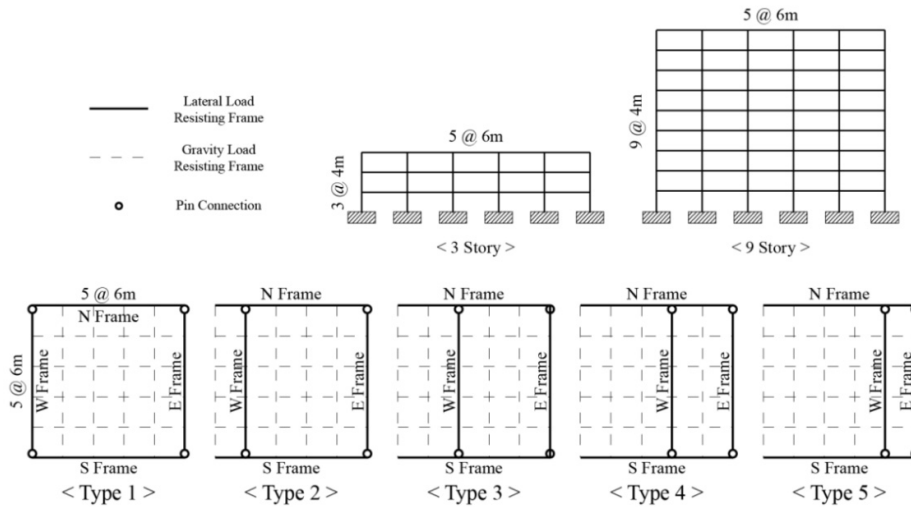 5 @ 6m
Lateral Load
Resisting Frame
Gravity Load
Resisting Frame
Pin Connection
5 @ 6m
3 @ 4m
9 @ 4m
< 3 Story >
< 9 Story >
5 @ 6m
N Frame
5 @ 6m
W Frame
E Frame
S Frame
< Type 1 >
N Frame
W Frame
E Frame
S Frame
< Type 2 >
N Frame
W Frame
E Frame
S Frame
< Type 3 >
N Frame
W Frame
E Frame
S Frame
< Type 4 >
N Frame
W Frame
E Frame
S Frame
< Type 5 >